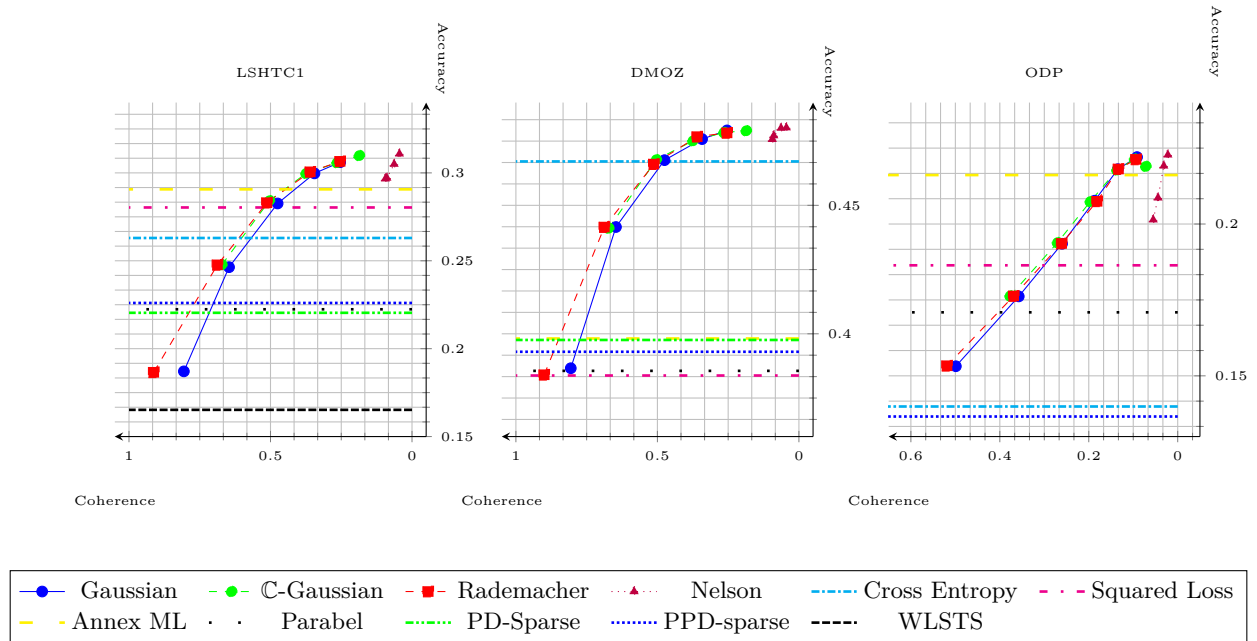 LSHTC1
Accuracy
0.3
0.25
0.2
0.15
1 0.5 0
Coherence
DMOZ
Accuracy
0.45
0.4
1 0.5 0
Coherence
ODP
Accuracy
0.2
0.15
0.6 0.4 0.2 0
Coherence
Gaussian ℂ-Gaussian Rademacher Nelson Cross Entropy Squared Loss
Annex ML Parabel PD-Sparse PPD-sparse WLSTS